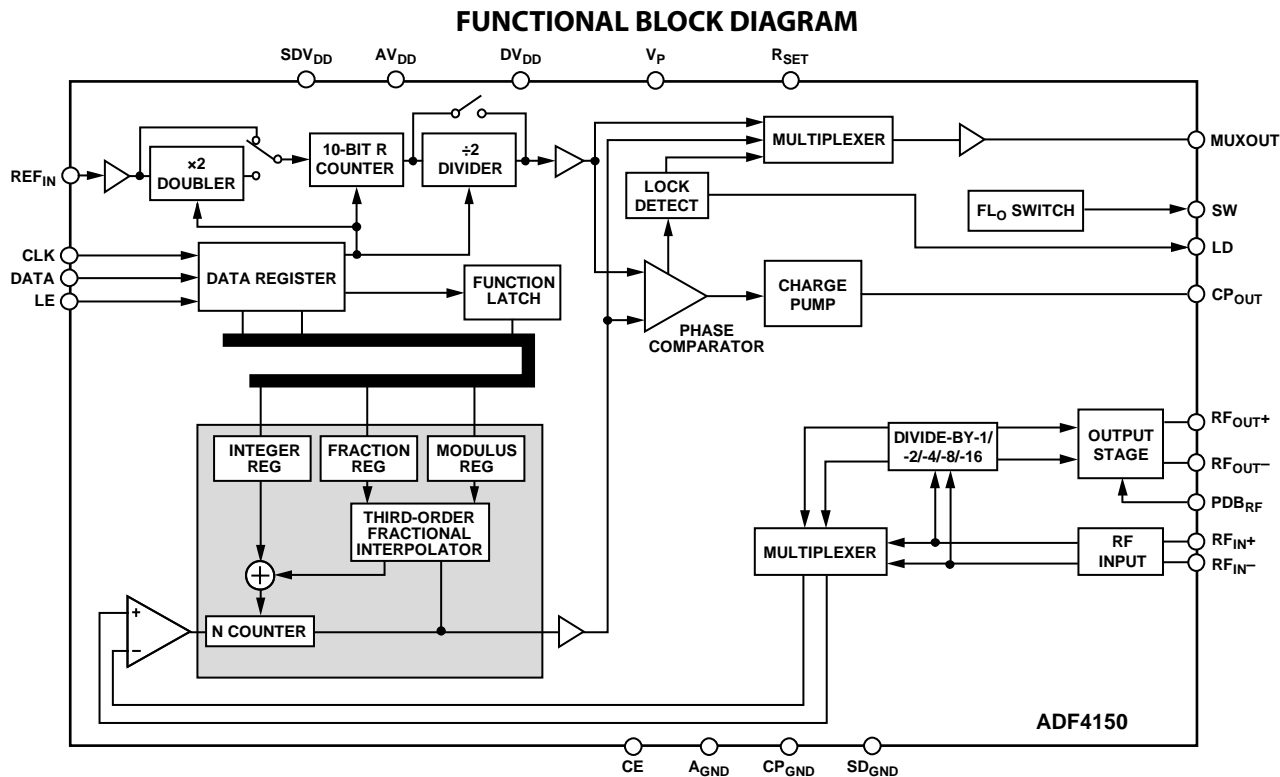 FUNCTIONAL BLOCK DIAGRAM
SDVDD
AVDD
DVDD
VP
RSET
REFIN
×2
DOUBLER
10-BIT R
COUNTER
÷2
DIVIDER
MULTIPLEXER
MUXOUT
LOCK
DETECT
FLO SWITCH
SW
LD
CLK
DATA
LE
DATA REGISTER
FUNCTION
LATCH
CHARGE
PUMP
CPOUT
PHASE
COMPARATOR
INTEGER
REG
FRACTION
REG
MODULUS
REG
THIRD-ORDER
FRACTIONAL
INTERPOLATOR
+
−
N COUNTER
MULTIPLEXER
DIVIDE-BY-1/
-2/-4/-8/-16
OUTPUT
STAGE
RFOUT+
RFOUT−
PDBRF
RF
INPUT
RFIN+
RFIN−
ADF4150
CE
AGND
CPGND
SDGND